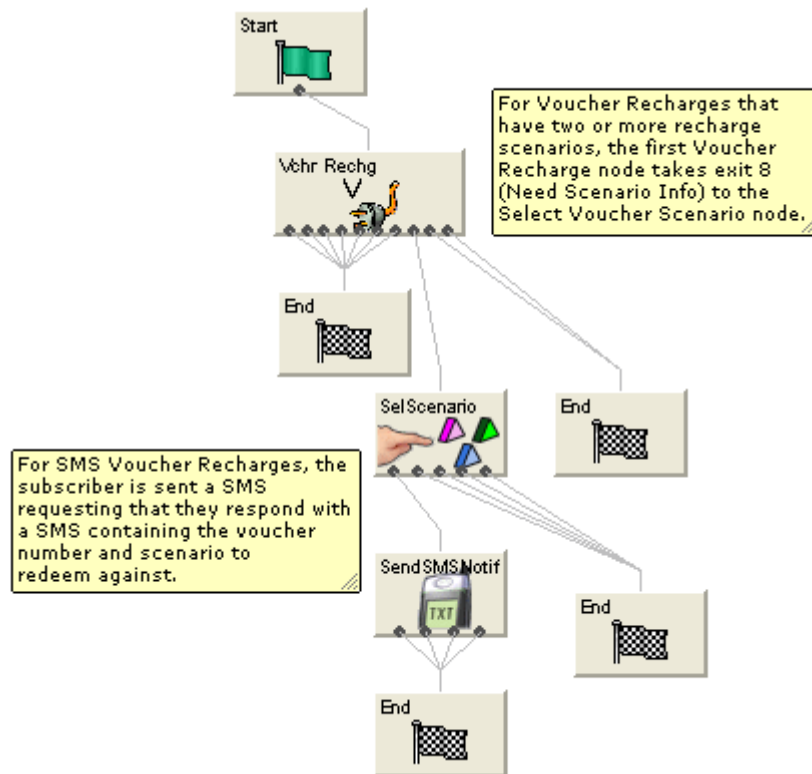 Start
For Voucher Recharges that
have two or more recharge
scenarios, the first Voucher
Recharge node takes exit 8
(Need Scenario Info) to the
Select Voucher Scenario node.
Vchr Rechg
End
SelScenario
End
For SMS Voucher Recharges, the
subscriber is sent a SMS
requesting that they respond with
a SMS containing the voucher
number and scenario to
redeem against.
SendSMSNotif
TXT
End
End